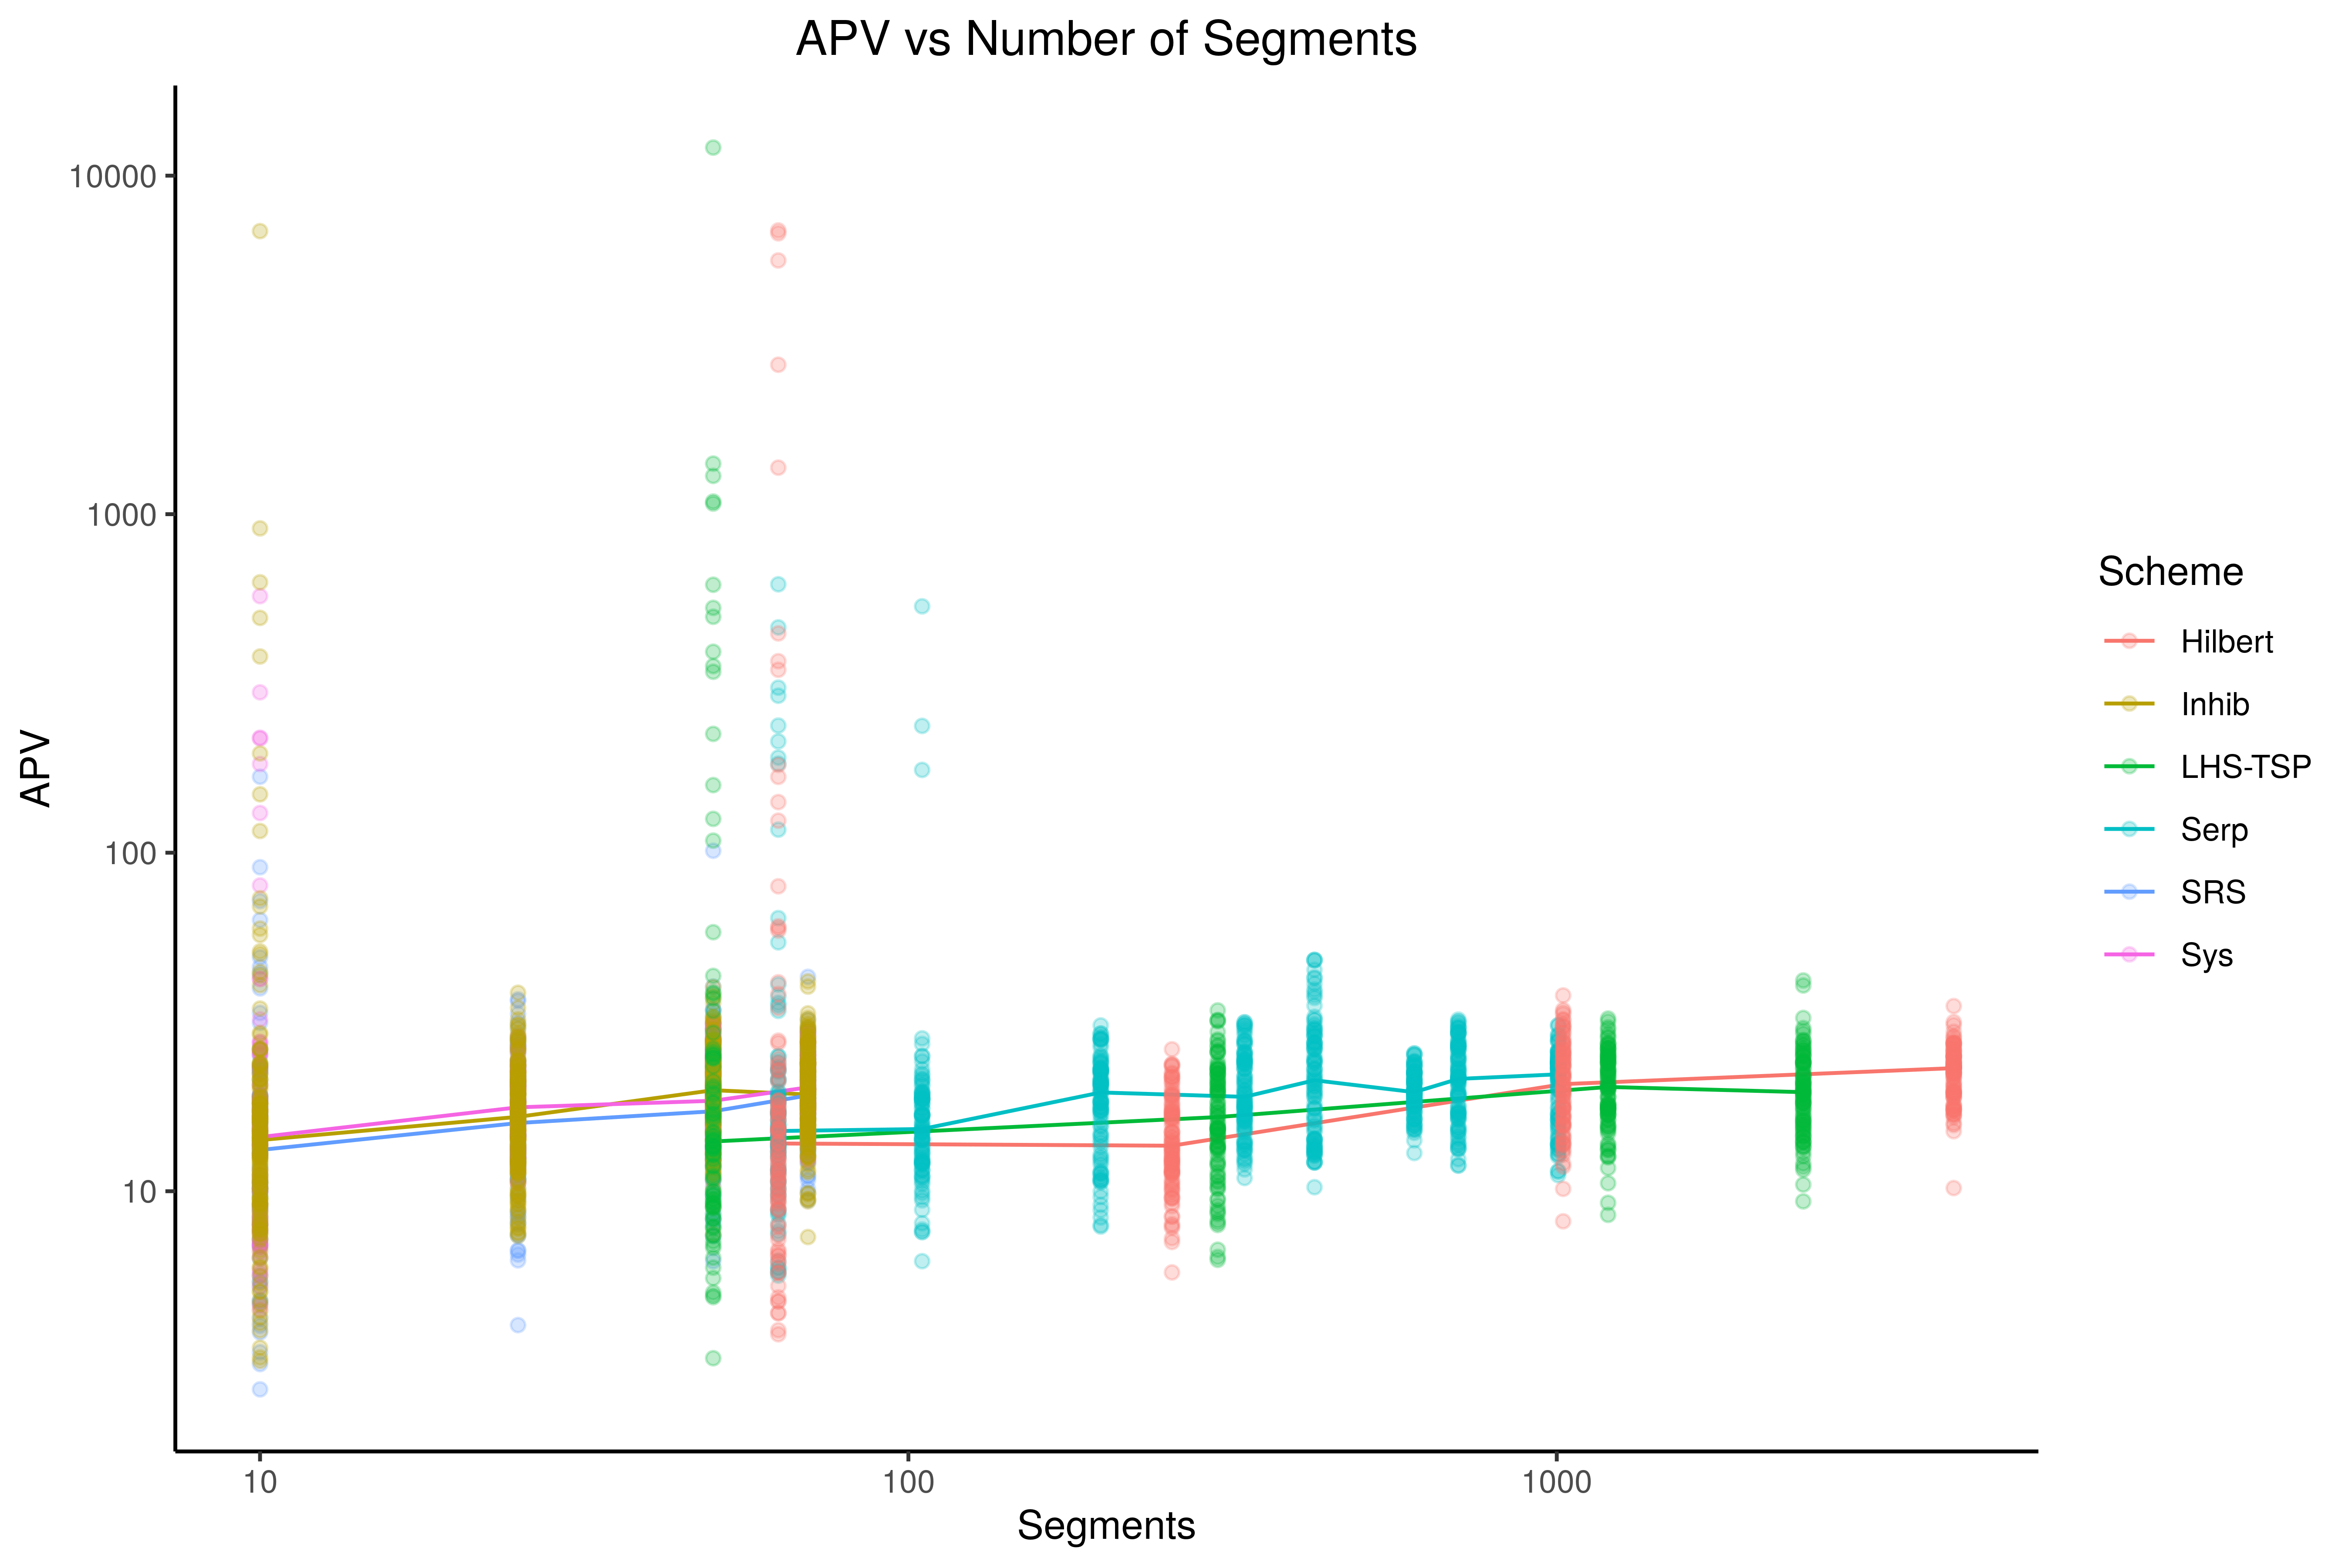 APV vs Number of Segments
APV
10000
1000
100
10
10
100
1000
Segments
Scheme
Hilbert
Inhib
LHS-TSP
Serp
SRS
Sys